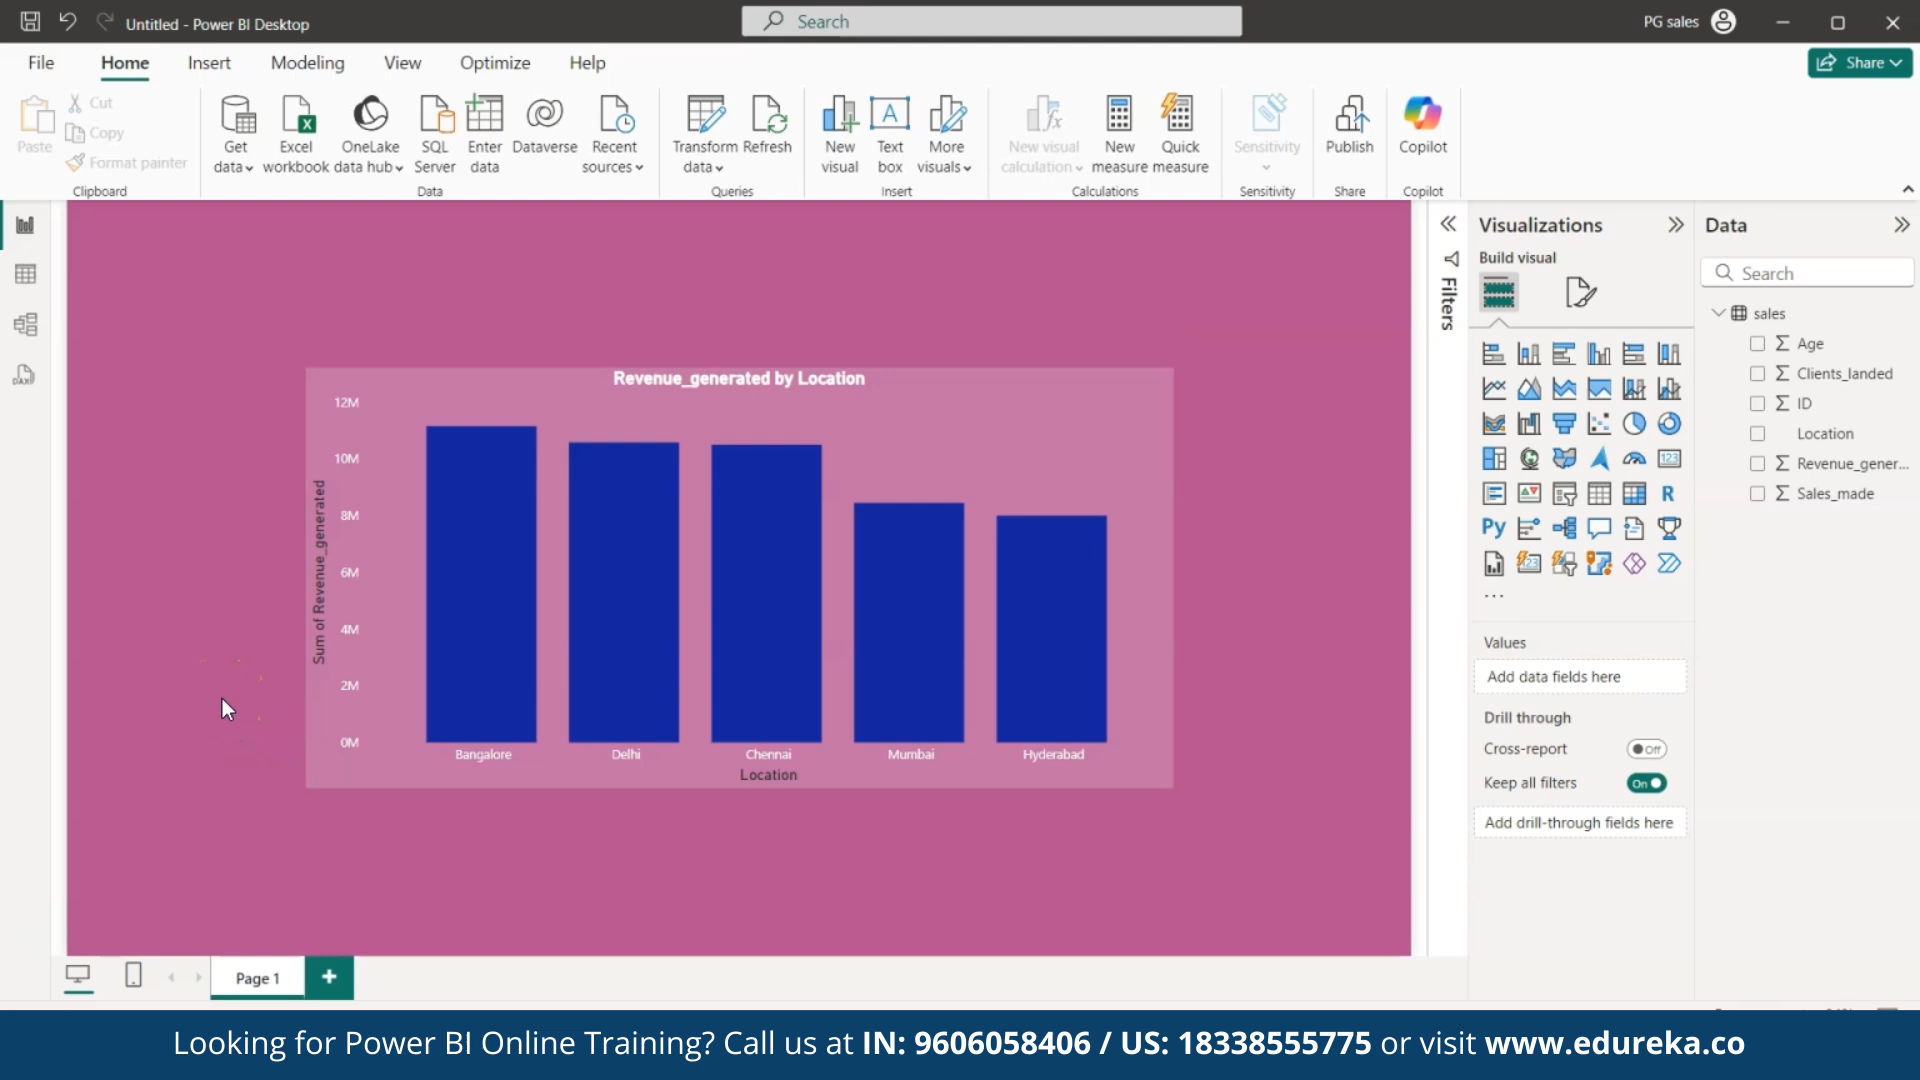 Untitled - Power BI Desktop
Search
PG sales
File Home Insert Modeling View Optimize Help
Share
Paste
Cut
Copy
Format painter
Clipboard
Get data
Excel workbook
OneLake data hub
SQL Server
Enter data
Dataverse
Recent sources
Data
Transform data
Refresh
Queries
New visual
Text box
More visuals
Insert
New visual calculation
New measure
Quick measure
Calculations
Sensitivity
Sensitivity
Publish
Share
Copilot
Copilot
Revenue_generated by Location
Sum of Revenue_generated
12M
10M
8M
6M
4M
2M
0M
Bangalore Delhi Chennai Mumbai Hyderabad
Location
Filters
Visualizations
Build visual
123
R
Py
123
...
Values
Add data fields here
Drill through
Cross-report
Off
Keep all filters
On
Add drill-through fields here
Data
Search
sales
Age
Clients_landed
ID
Location
Revenue_gener...
Sales_made
DAX
Page 1
Looking for Power BI Online Training? Call us at IN: 9606058406 / US: 18338555775 or visit www.edureka.co